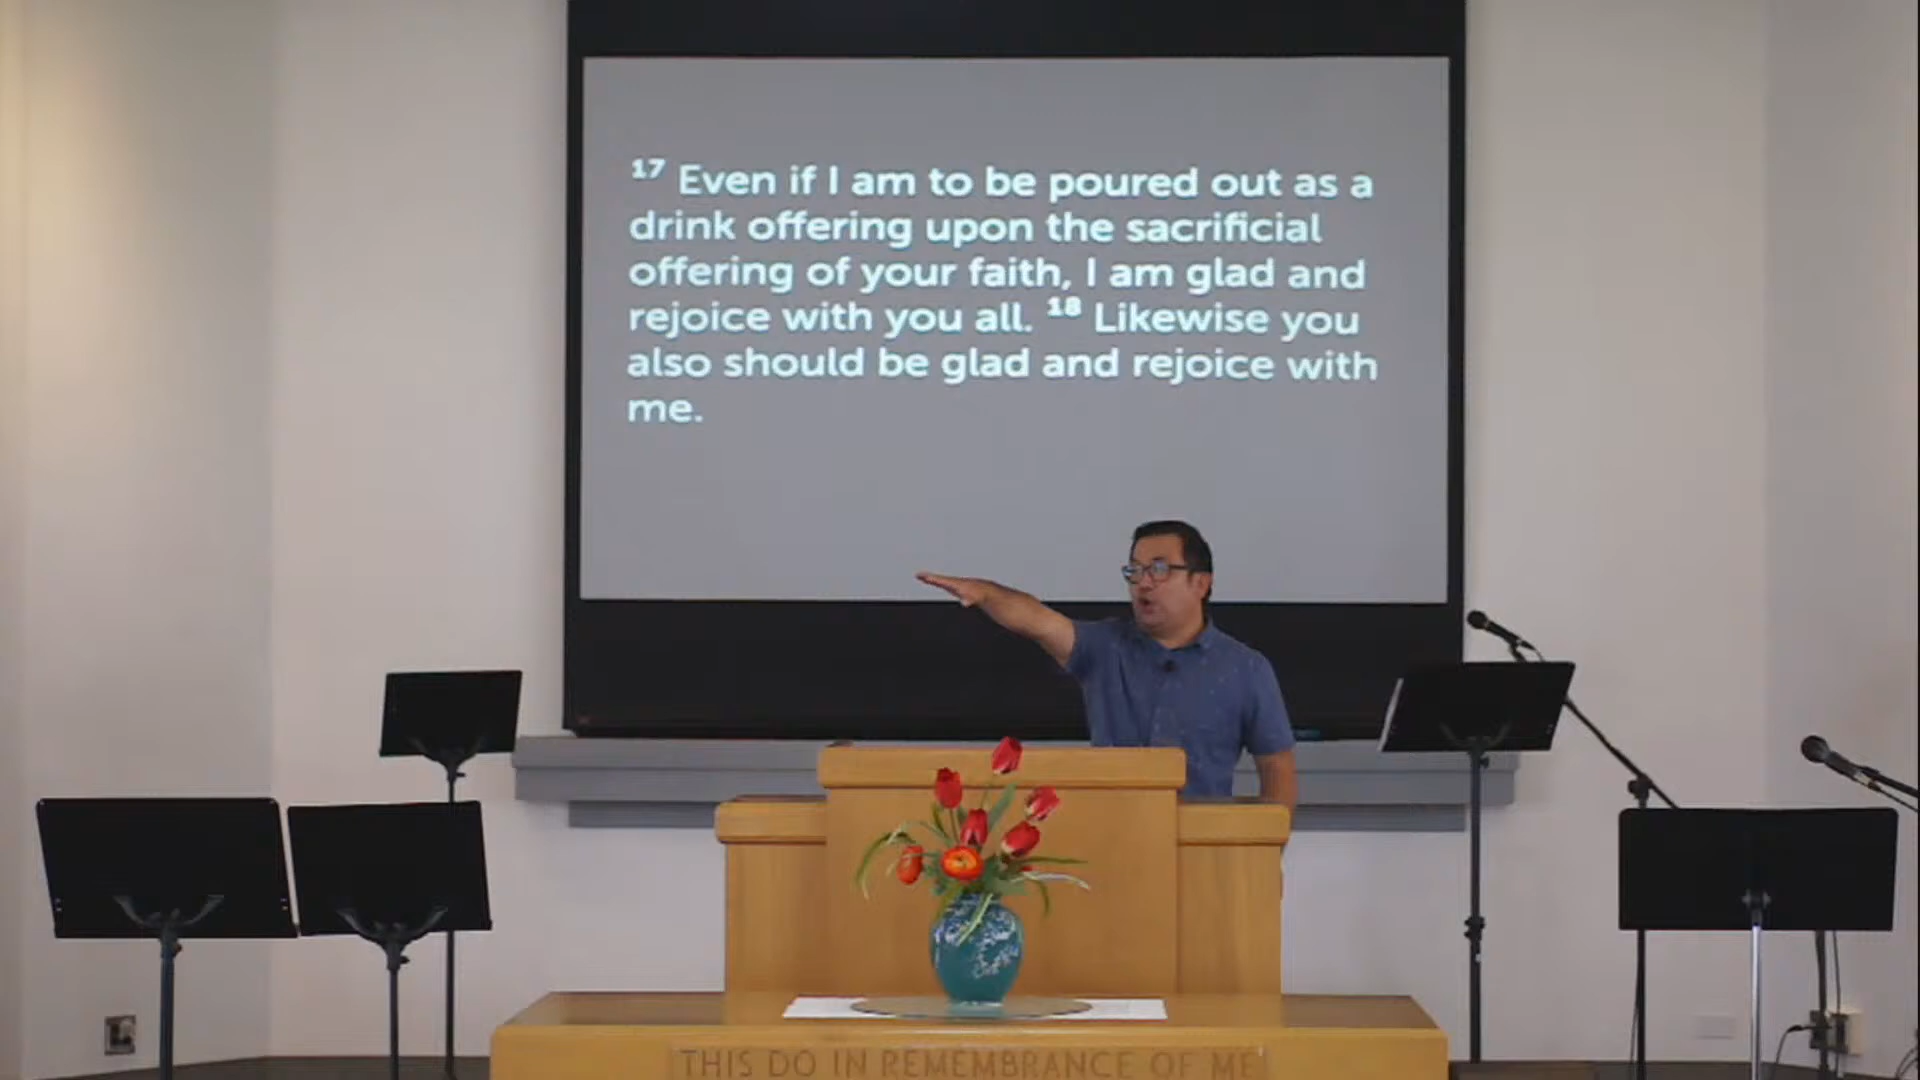 17 Even if I am to be poured out as a
drink offering upon the sacrificial
offering of your faith, I am glad and
rejoice with you all. 18 Likewise you
also should be glad and rejoice with
me.
THIS DO IN REMEMBRANCE OF ME